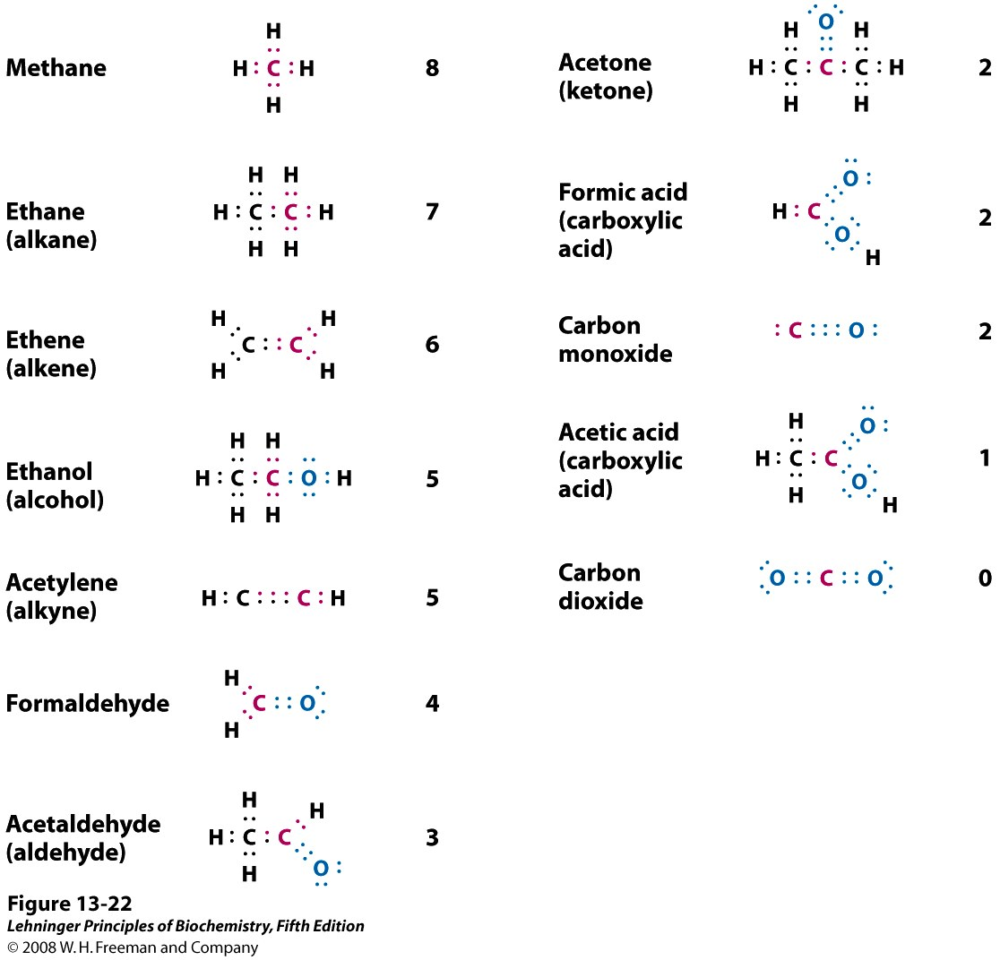 Methane
H
H : C : H
H
8
Ethane
(alkane)
H H
H : C : C : H
H H
7
Ethene
(alkene)
H H
C :: C
H H
6
Ethanol
(alcohol)
H H
H : C : C : O : H
H H
5
Acetylene
(alkyne)
H : C ::: C : H
5
Formaldehyde
H
C :: O
H
4
Acetaldehyde
(aldehyde)
H
H
H : C : C
H
O :
3
Acetone
(ketone)
O
H H
H : C : C : C : H
H H
2
Formic acid
(carboxylic
acid)
O :
H : C
O
H
2
Carbon
monoxide
: C ::: O :
2
Acetic acid
(carboxylic
acid)
H
O :
H : C : C
O
H
H
1
Carbon
dioxide
O :: C :: O
0
Figure 13-22
Lehninger Principles of Biochemistry, Fifth Edition
© 2008 W. H. Freeman and Company